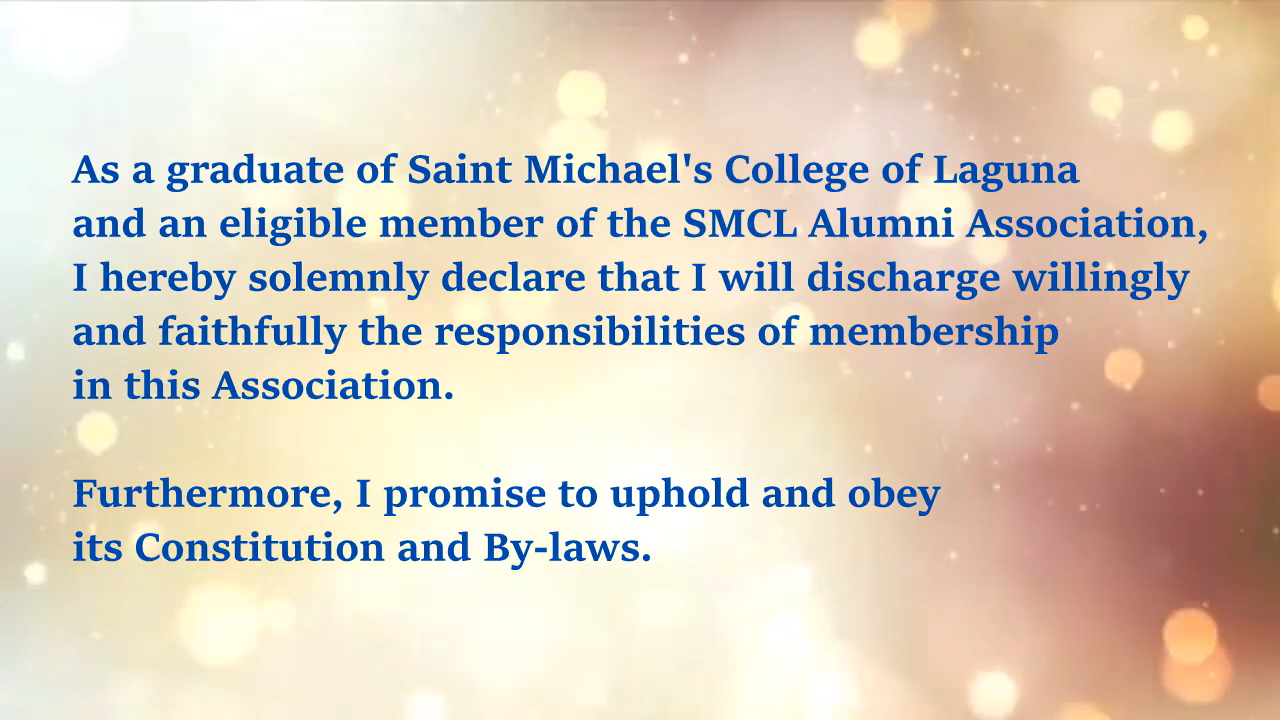 As a graduate of Saint Michael's College of Laguna
and an eligible member of the SMCL Alumni Association,
I hereby solemnly declare that I will discharge willingly
and faithfully the responsibilities of membership
in this Association.
Furthermore, I promise to uphold and obey
its Constitution and By-laws.